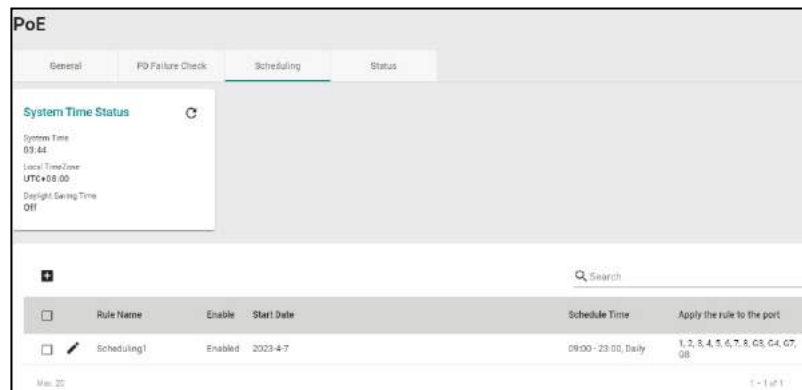 PoE
General PD Failure Check Scheduling Status
System Time Status
System Time
03:44
Local TimeZone
UTC+08:00
Daylight Saving Time
Off
Search
Rule Name Enable Start Date Schedule Time Apply the rule to the port
Scheduling1 Enabled 2023-4-7 09:00 - 23:00, Daily 1, 2, 3, 4, 5, 6, 7, 8, G3, G4, G7,
G8
Max. 20 1 – 1 of 1